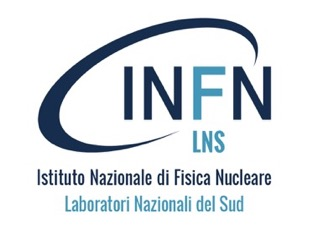 INFN
LNS
Istituto Nazionale di Fisica Nucleare
Laboratori Nazionali del Sud